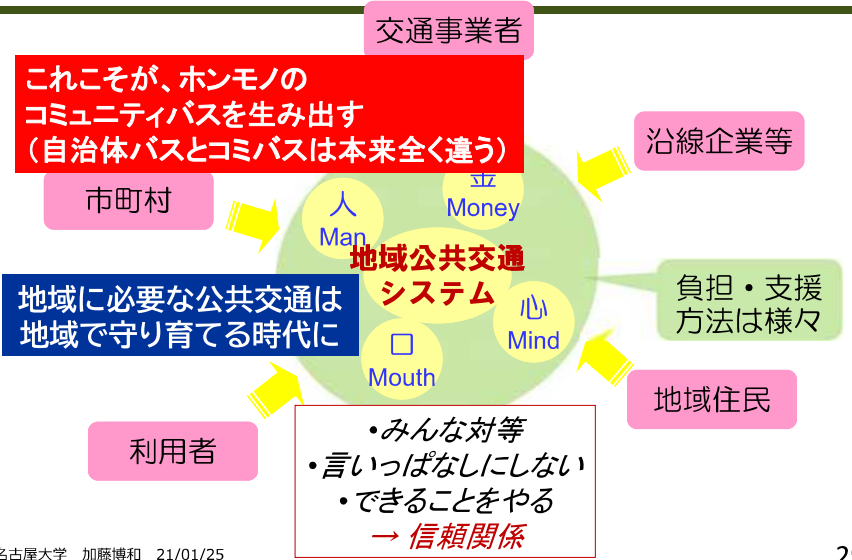 交通事業者
これこそが、ホンモノの
コミュニティバスを生み出す
（自治体バスとコミバスは本来全く違う）
沿線企業等
市町村
人
Man
金
Money
地域公共交通
システム
地域に必要な公共交通は
地域で守り育てる時代に
心
Mind
負担・支援
方法は様々
口
Mouth
地域住民
利用者
•みんな対等
•言いっぱなしにしない
•できることをやる
→ 信頼関係
名古屋大学 加藤博和 21/01/25
2